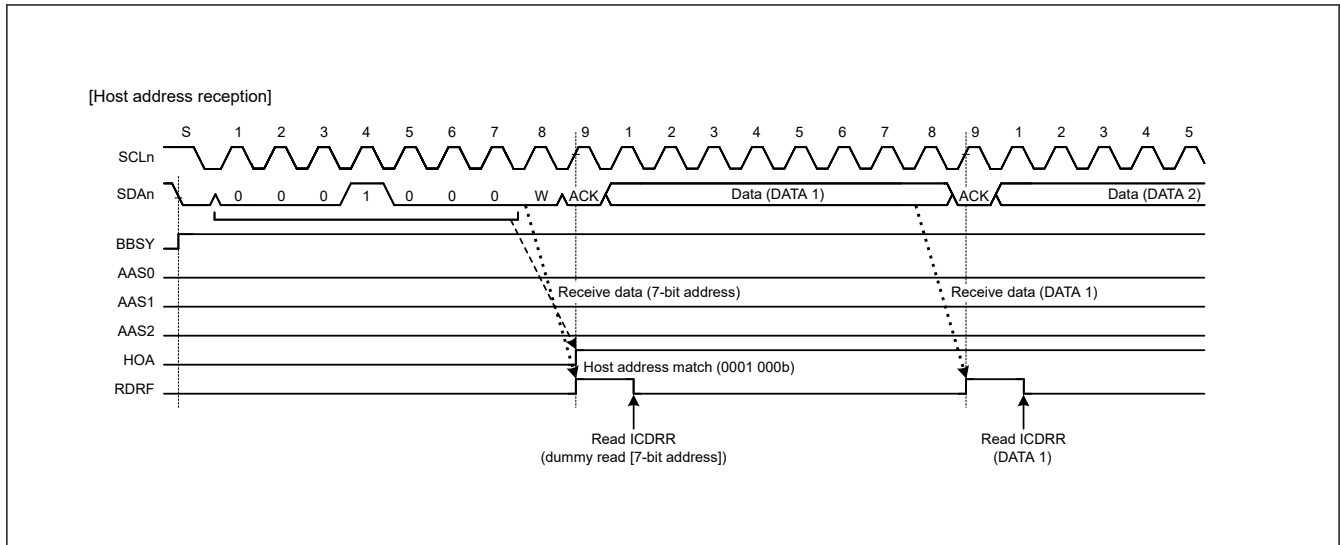 [Host address reception]
S 1 2 3 4 5 6 7 8 9 1 2 3 4 5 6 7 8 9 1 2 3 4 5
SCLn
SDAn 0 0 0 1 0 0 0 W ACK Data (DATA 1) ACK Data (DATA 2)
BBSY
AAS0
Receive data (7-bit address) Receive data (DATA 1)
AAS1
AAS2
HOA
Host address match (0001 000b)
RDRF
Read ICDRR Read ICDRR
(dummy read [7-bit address]) (DATA 1)